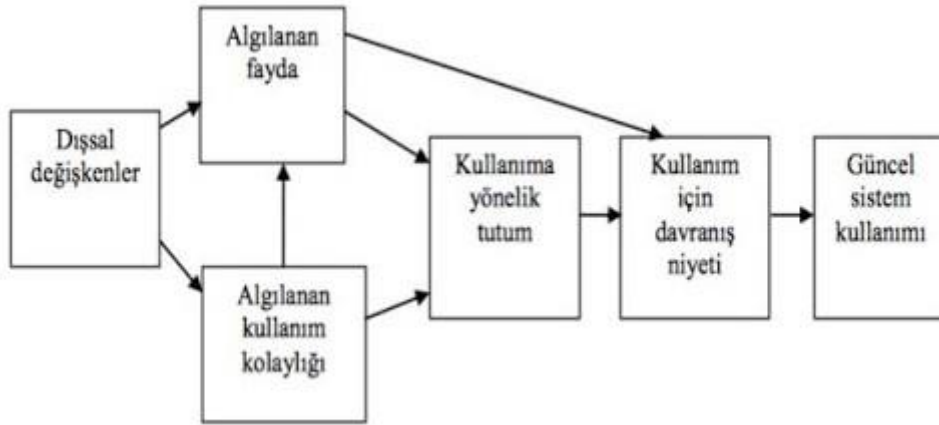 Algılanan
fayda
Dışsal
değişkenler
Kullanıma
yönelik
tutum
Kullanım
için
davranış
niyeti
Güncel
sistem
kullanımı
Algılanan
kullanım
kolaylığı